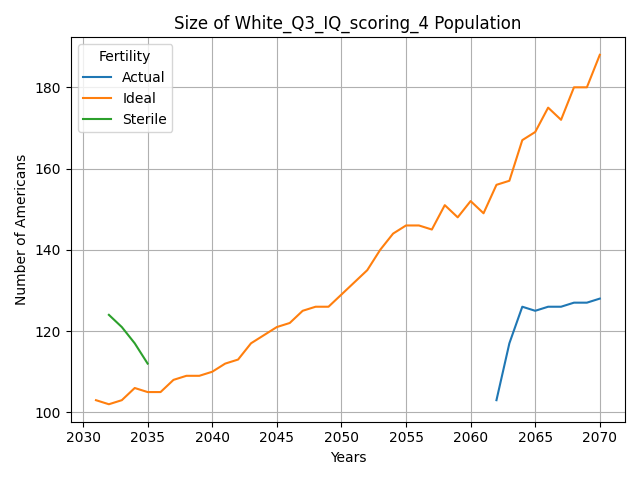 Size of White_Q3_IQ_scoring_4 Population
Fertility
Actual
Ideal
Sterile
Number of Americans
180
160
140
120
100
2030 2035 2040 2045 2050 2055 2060 2065 2070
Years